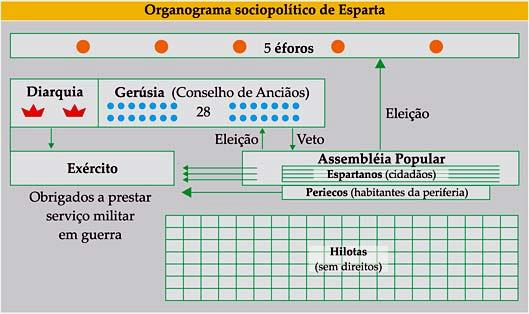 Organograma sociopolítico de Esparta
5 éforos
Diarquia
Gerúsia (Conselho de Anciãos)
28
Eleição
Eleição
Veto
Exército
Assembléia Popular
Espartanos (cidadãos)
Periecos (habitantes da periferia)
Obrigados a prestar
serviço militar
em guerra
Hilotas
(sem direitos)